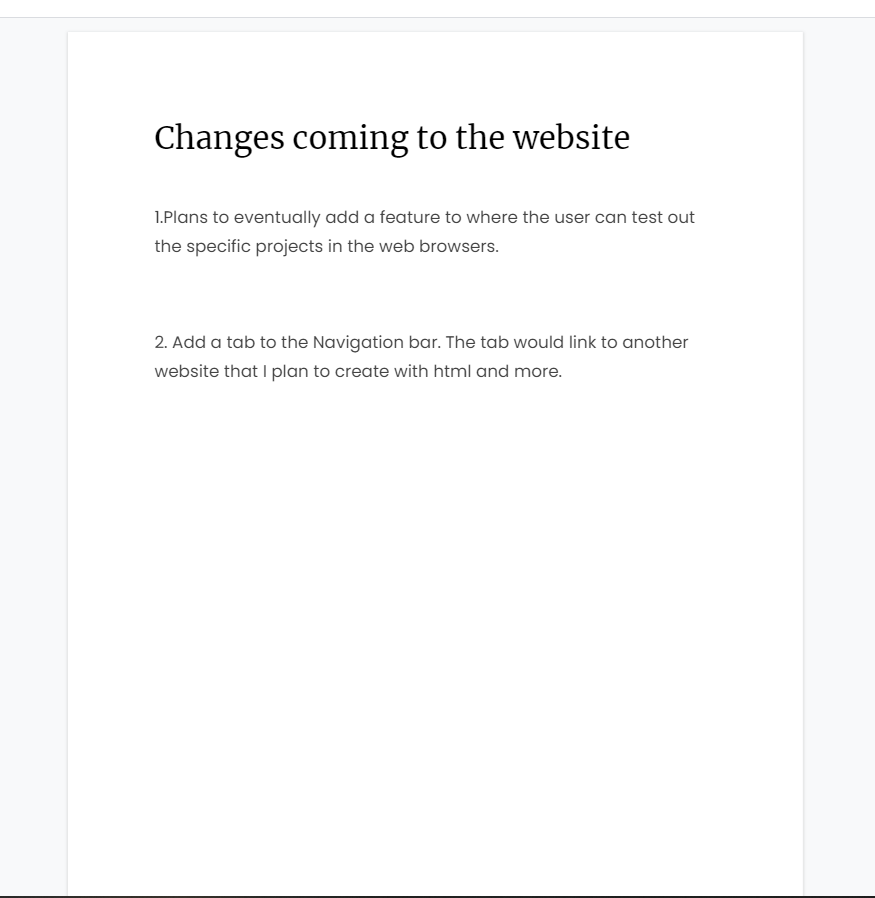 Changes coming to the website
1.Plans to eventually add a feature to where the user can test out
the specific projects in the web browsers.
2. Add a tab to the Navigation bar. The tab would link to another
website that I plan to create with html and more.